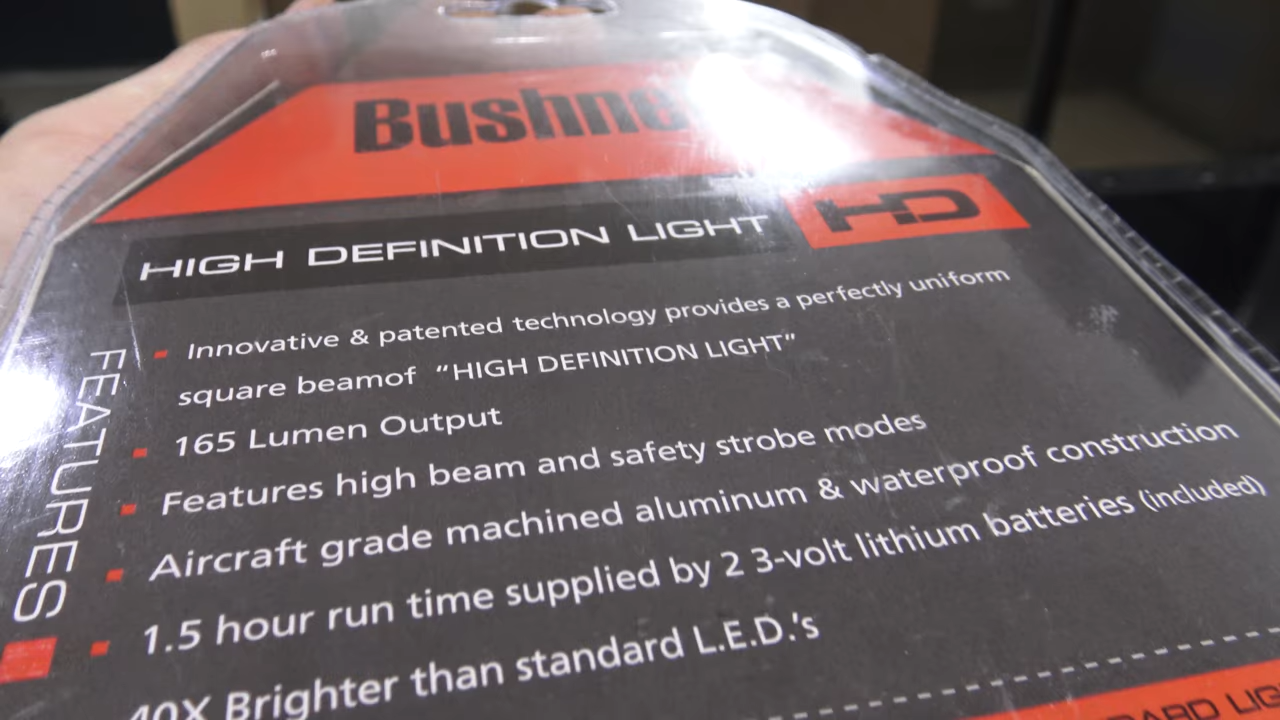 Bushne
HIGH DEFINITION LIGHT HD
FEATURES
Innovative & patented technology provides a perfectly uniform
square beamof "HIGH DEFINITION LIGHT"
165 Lumen Output
Features high beam and safety strobe modes
Aircraft grade machined aluminum & waterproof construction
1.5 hour run time supplied by 2 3-volt lithium batteries (included)
40X Brighter than standard L.E.D.'s